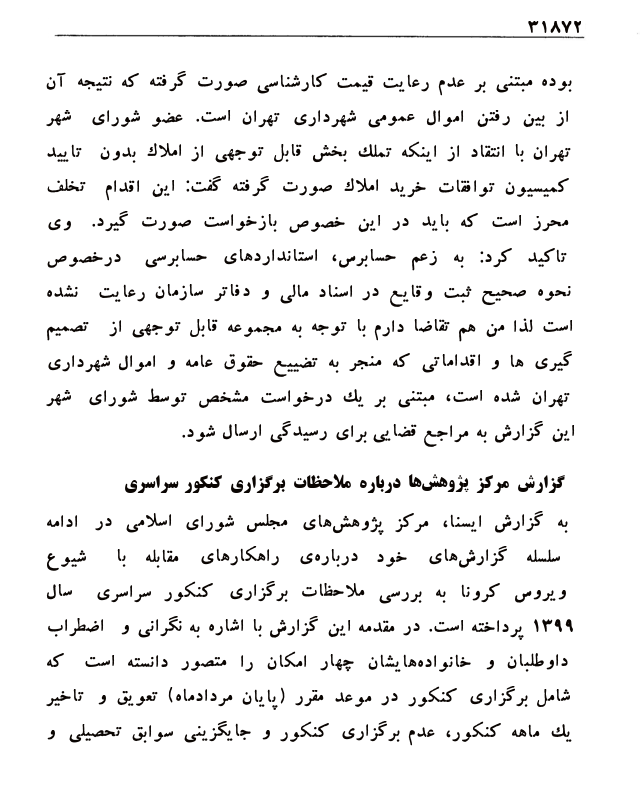 ۳۱۸۷۲
بوده مبتنی بر عدم رعایت قیمت کارشناسی صورت گرفته که نتیجه آن
از بین رفتن اموال عمومی شهرداری تهران است. عضو شورای شهر
تهران با انتقاد از اینکه تملك بخش قابل توجهی از املاك بدون تایید
کمیسیون توافقات خرید املاك صورت گرفته گفت: این اقدام تخلف
محرز است که باید در این خصوص بازخواست صورت گیرد. وی
تاکید کرد: به زعم حسابرس، استانداردهای حسابرسی درخصوص
نحوه صحیح ثبت وقایع در اسناد مالی و دفاتر سازمان رعایت نشده
است لذا من هم تقاضا دارم با توجه به مجموعه قابل توجهی از تصمیم
گیری ها و اقداماتی که منجر به تضییع حقوق عامه و اموال شهرداری
تهران شده است، مبتنی بر یك درخواست مشخص توسط شورای شهر
این گزارش به مراجع قضایی برای رسیدگی ارسال شود.
گزارش مرکز پژوهش‌ها درباره ملاحظات برگزاری کنکور سراسری
به گزارش ایسنا، مرکز پژوهش‌های مجلس شورای اسلامی در ادامه
سلسله گزارش‌های خود درباره‌ی راهکارهای مقابله با شیوع
ویروس کرونا به بررسی ملاحظات برگزاری کنکور سراسری سال
۱۳۹۹ پرداخته است. در مقدمه این گزارش با اشاره به نگرانی و اضطراب
داوطلبان و خانواده‌هایشان چهار امکان را متصور دانسته است که
شامل برگزاری کنکور در موعد مقرر (پایان مردادماه) تعویق و تاخیر
یك ماهه کنکور، عدم برگزاری کنکور و جایگزینی سوابق تحصیلی و